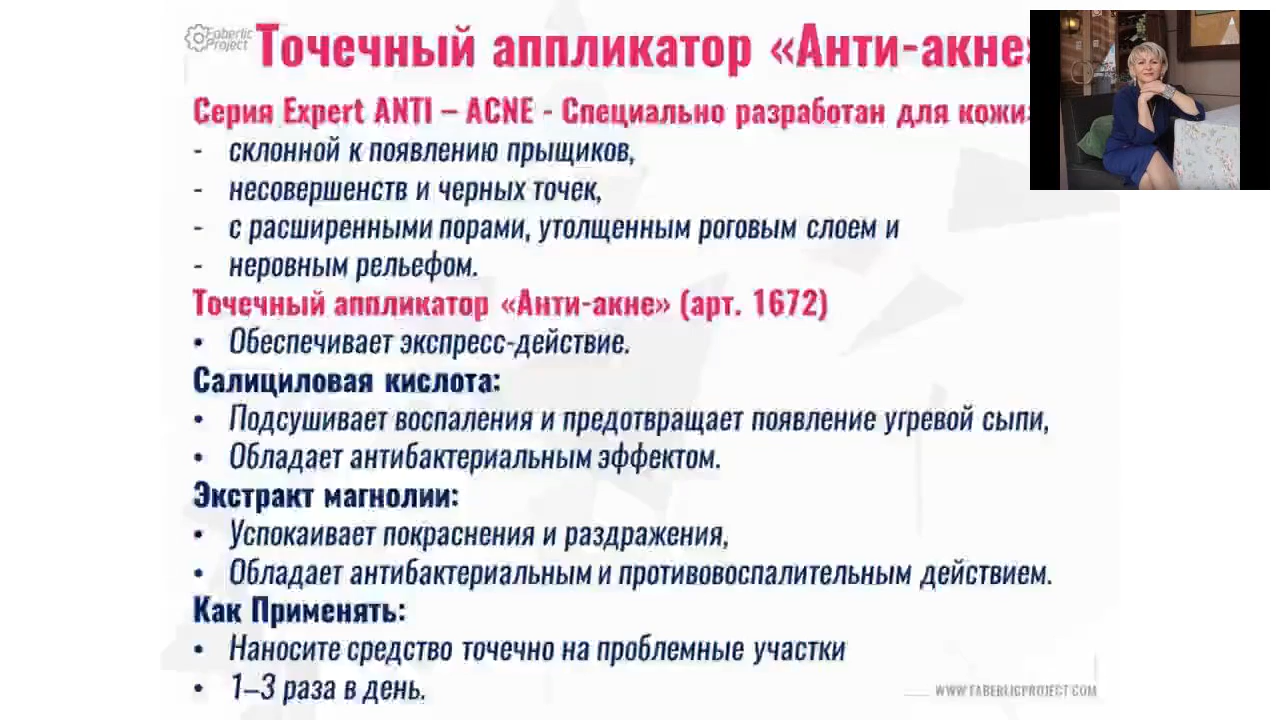 Faberlic
Project
Точечный аппликатор «Анти-акне»
Серия Expert ANTI – ACNE - Специально разработан для кожи:
- склонной к появлению прыщиков,
- несовершенств и черных точек,
- с расширенными порами, утолщенным роговым слоем и
- неровным рельефом.
Точечный аппликатор «Анти-акне» (арт. 1672)
• Обеспечивает экспресс-действие.
Салициловая кислота:
• Подсушивает воспаления и предотвращает появление угревой сыпи,
• Обладает антибактериальным эффектом.
Экстракт магнолии:
• Успокаивает покраснения и раздражения,
• Обладает антибактериальным и противовоспалительным действием.
Как Применять:
• Наносите средство точечно на проблемные участки
• 1–3 раза в день.
WWW.FABERLICPROJECT.COM